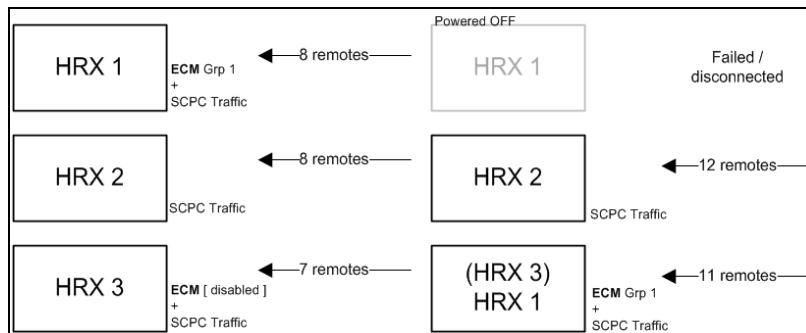 Powered OFF
HRX 1
ECM Grp 1
+
SCPC Traffic
8 remotes
HRX 1
Failed /
disconnected
HRX 2
SCPC Traffic
8 remotes
HRX 2
SCPC Traffic
12 remotes
HRX 3
ECM [ disabled ]
+
SCPC Traffic
7 remotes
(HRX 3)
HRX 1
ECM Grp 1
+
SCPC Traffic
11 remotes